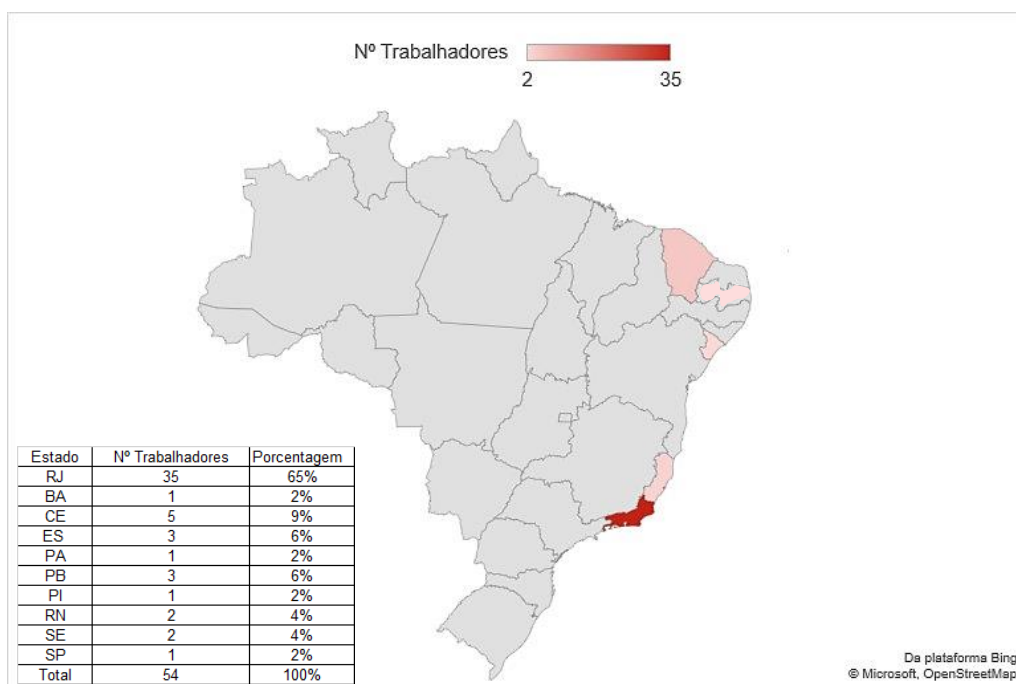 Nº Trabalhadores
2 35
Estado Nº Trabalhadores Porcentagem
RJ 35 65%
BA 1 2%
CE 5 9%
ES 3 6%
PA 1 2%
PB 3 6%
PI 1 2%
RN 2 4%
SE 2 4%
SP 1 2%
Total 54 100%
Da plataforma Bing
© Microsoft, OpenStreetMap